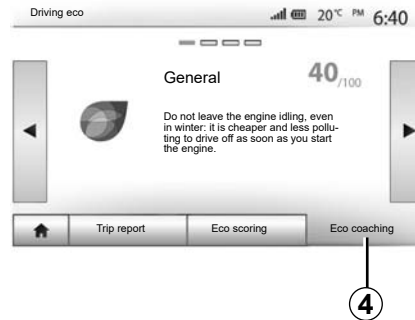 Driving eco 20°C PM 6:40
General 40/100
Do not leave the engine idling, even
in winter: it is cheaper and less pollu-
ting to drive off as soon as you start
the engine.
Trip report Eco scoring Eco coaching
4